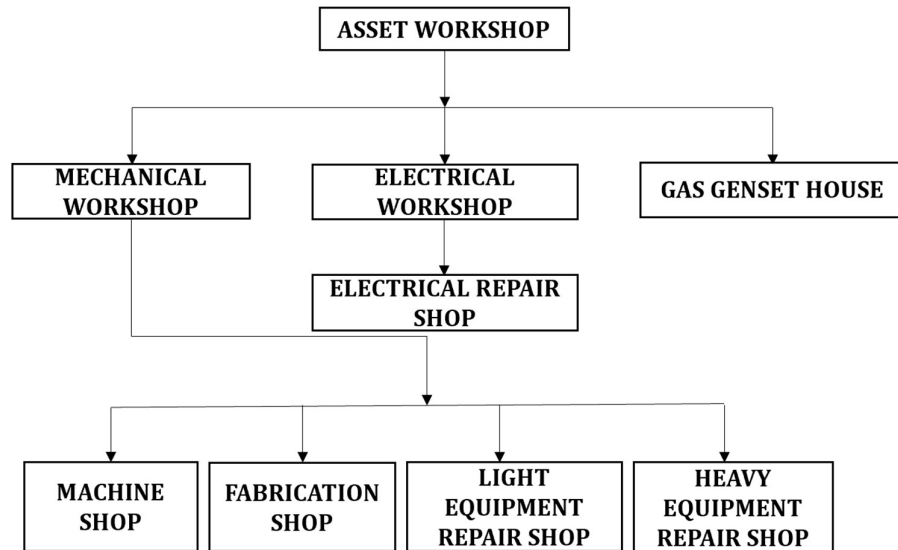 ASSET WORKSHOP
MECHANICAL
WORKSHOP
ELECTRICAL
WORKSHOP
GAS GENSET HOUSE
ELECTRICAL REPAIR
SHOP
MACHINE
SHOP
FABRICATION
SHOP
LIGHT
EQUIPMENT
REPAIR SHOP
HEAVY
EQUIPMENT
REPAIR SHOP